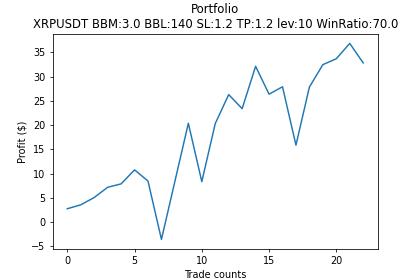 Portfolio
XRPUSDT BBM:3.0 BBL:140 SL:1.2 TP:1.2 lev:10 WinRatio:70.0
35
30
25
20
15
10
5
0
−5
Profit ($)
0 5 10 15 20
Trade counts